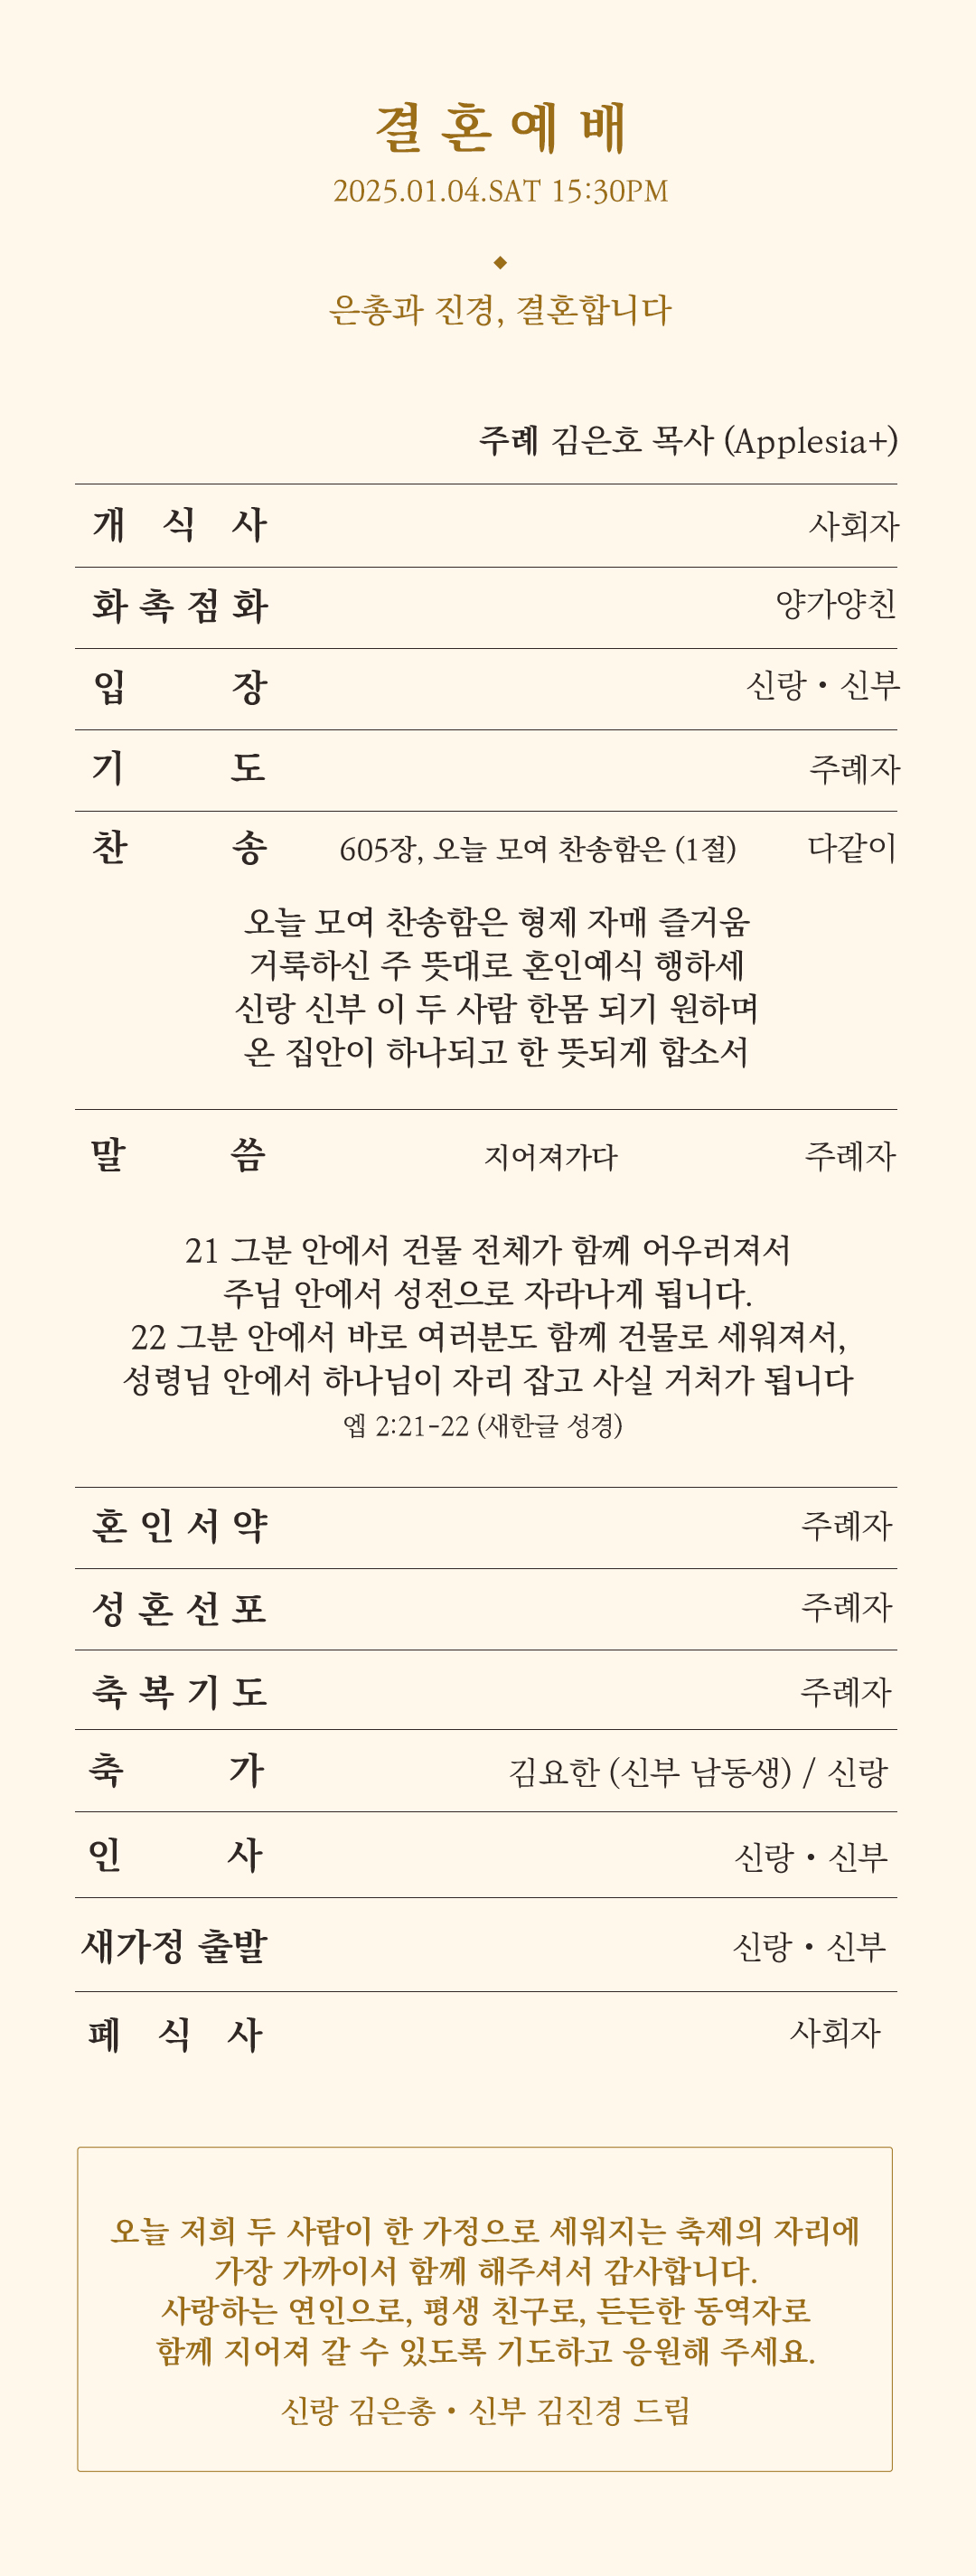 결혼예배
2025.01.04.SAT 15:30PM
은총과 진경, 결혼합니다
주례 김은호 목사 (Applesia+)
개 식 사 사회자
화 촉 점 화 양가양친
입 장 신랑 • 신부
기 도 주례자
찬 송 605장, 오늘 모여 찬송함은 (1절) 다같이
오늘 모여 찬송함은 형제 자매 즐거움
거룩하신 주 뜻대로 혼인예식 행하세
신랑 신부 이 두 사람 한몸 되기 원하며
온 집안이 하나되고 한 뜻되게 합소서
말 씀 지어져가다 주례자
21 그분 안에서 건물 전체가 함께 어우러져서
주님 안에서 성전으로 자라나게 됩니다.
22 그분 안에서 바로 여러분도 함께 건물로 세워져서,
성령님 안에서 하나님이 자리 잡고 사실 거처가 됩니다
엡 2:21-22 (새한글 성경)
혼 인 서 약 주례자
성 혼 선 포 주례자
축 복 기 도 주례자
축 가 김요한 (신부 남동생) / 신랑
인 사 신랑 • 신부
새가정 출발 신랑 • 신부
폐 식 사 사회자
오늘 저희 두 사람이 한 가정으로 세워지는 축제의 자리에
가장 가까이서 함께 해주셔서 감사합니다.
사랑하는 연인으로, 평생 친구로, 든든한 동역자로
함께 지어져 갈 수 있도록 기도하고 응원해 주세요.
신랑 김은총 • 신부 김진경 드림